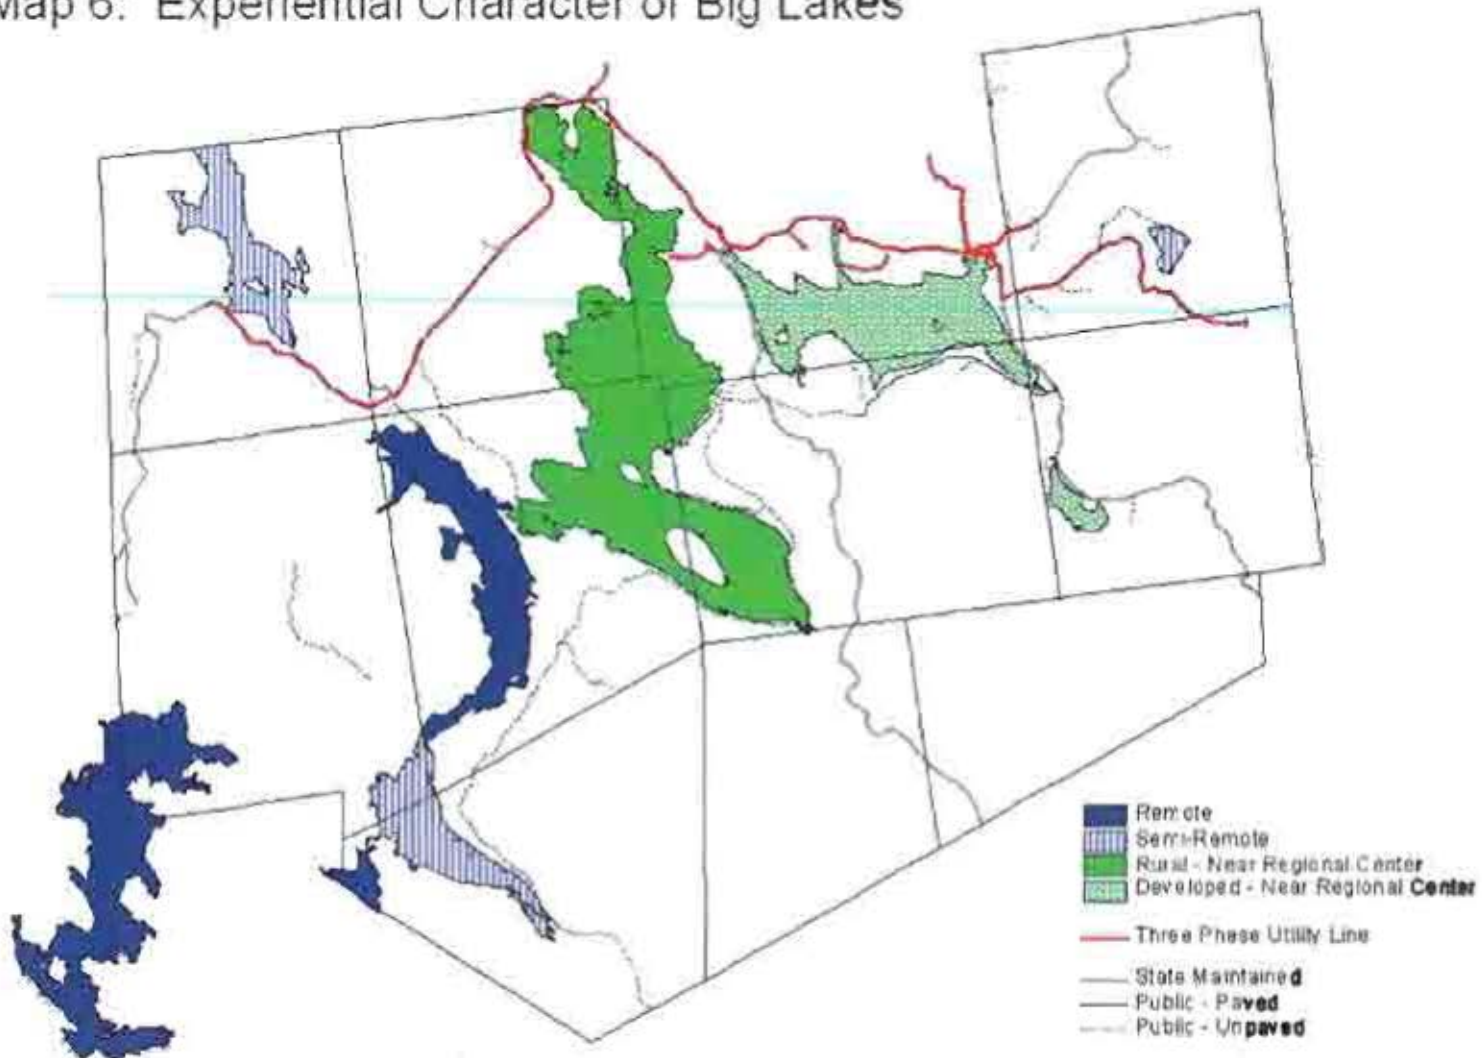 Map 6: Experiential Character of Big Lakes
Remote
Semi-Remote
Rural - Near Regional Center
Developed - Near Regional Center
Three Phase Utility Line
State Maintained
Public - Paved
Public - Unpaved